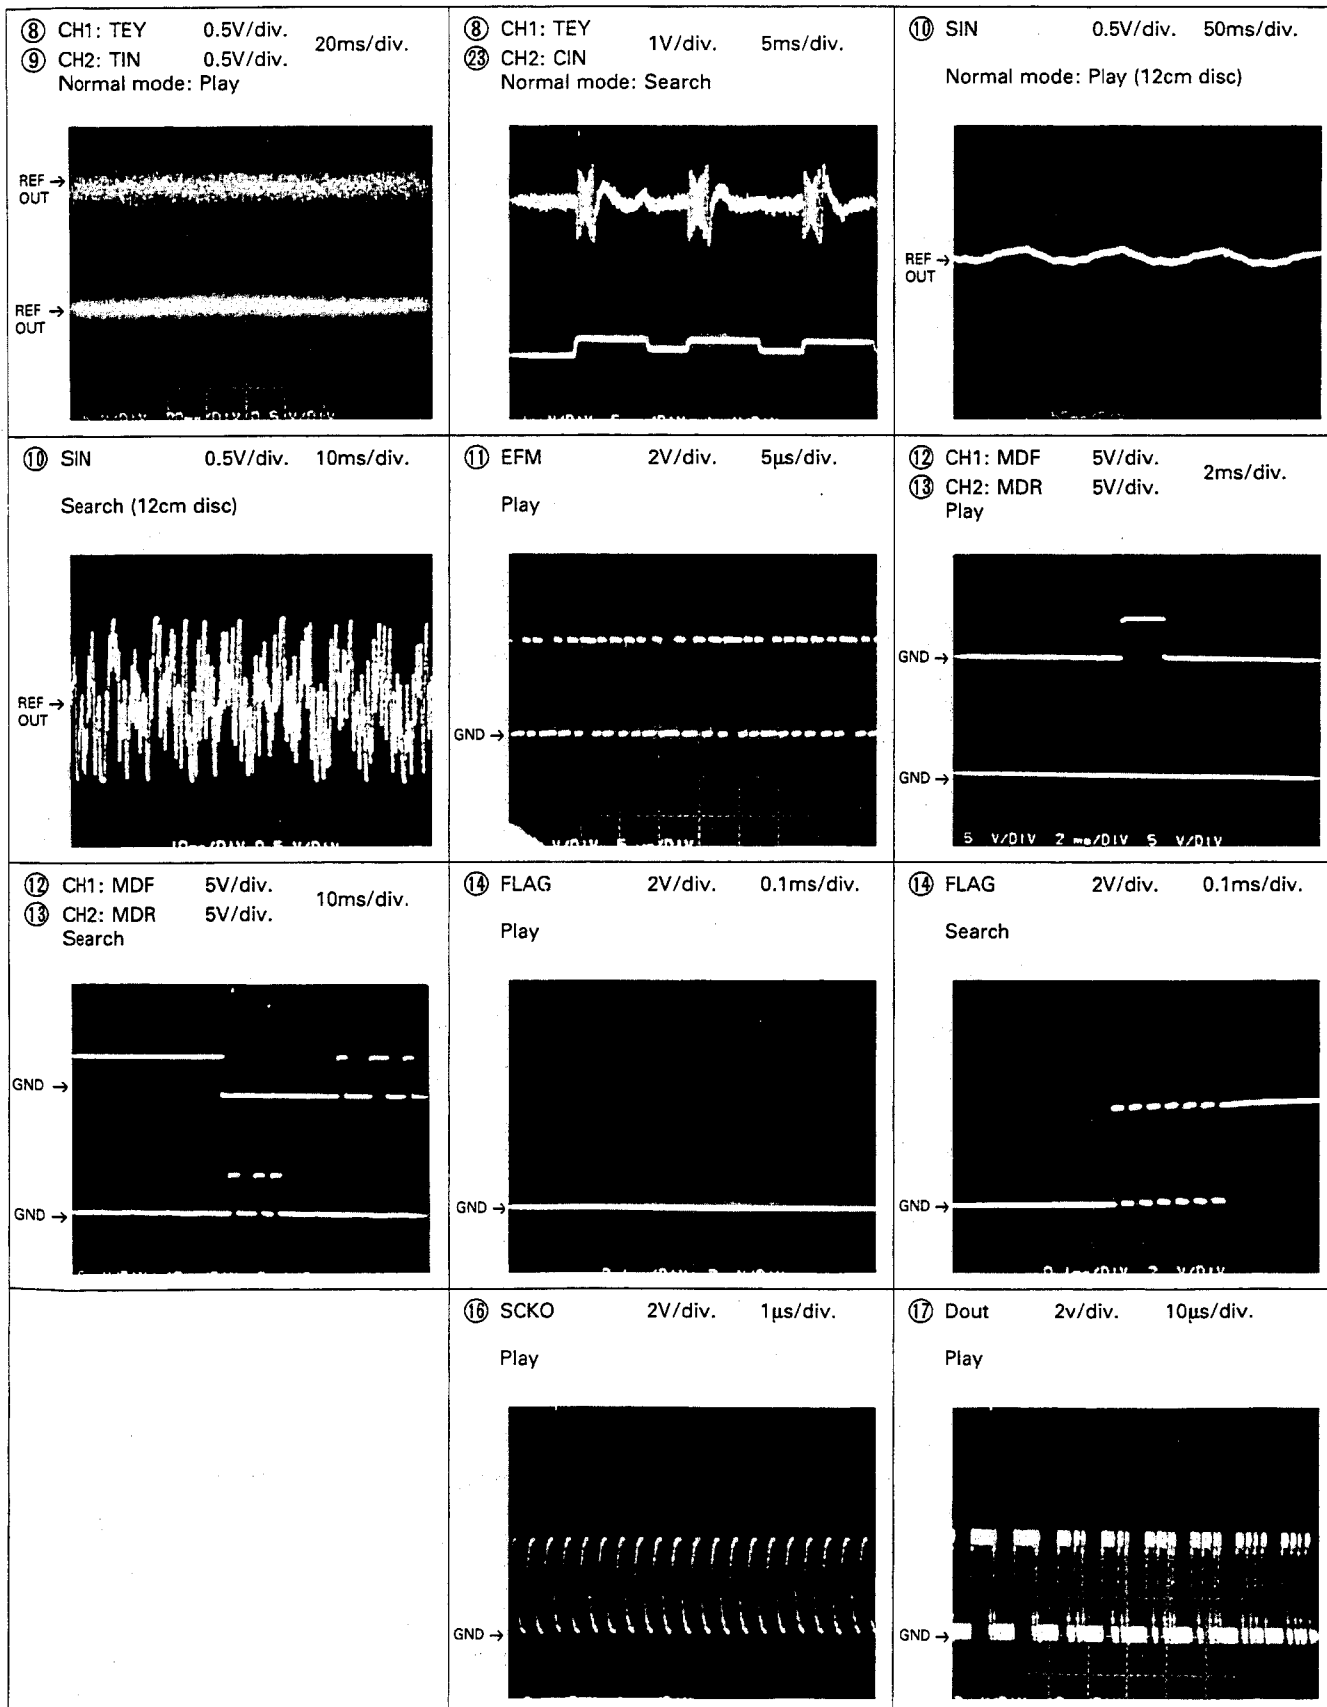 ⑧ CH1: TEY 0.5V/div. 20ms/div.
⑨ CH2: TIN 0.5V/div.
Normal mode: Play
REF →
OUT
REF →
OUT
⑧ CH1: TEY 1V/div. 5ms/div.
㉓ CH2: CIN
Normal mode: Search
⑩ SIN 0.5V/div. 50ms/div.
Normal mode: Play (12cm disc)
REF →
OUT
⑩ SIN 0.5V/div. 10ms/div.
Search (12cm disc)
REF →
OUT
⑪ EFM 2V/div. 5µs/div.
Play
GND →
⑫ CH1: MDF 5V/div. 2ms/div.
⑬ CH2: MDR 5V/div.
Play
GND →
GND →
5 V/DIV 2 ms/DIV 5 V/DIV
⑫ CH1: MDF 5V/div. 10ms/div.
⑬ CH2: MDR 5V/div.
Search
GND →
GND →
⑭ FLAG 2V/div. 0.1ms/div.
Play
GND →
⑭ FLAG 2V/div. 0.1ms/div.
Search
GND →
⑯ SCKO 2V/div. 1µs/div.
Play
GND →
⑰ Dout 2v/div. 10µs/div.
Play
GND →